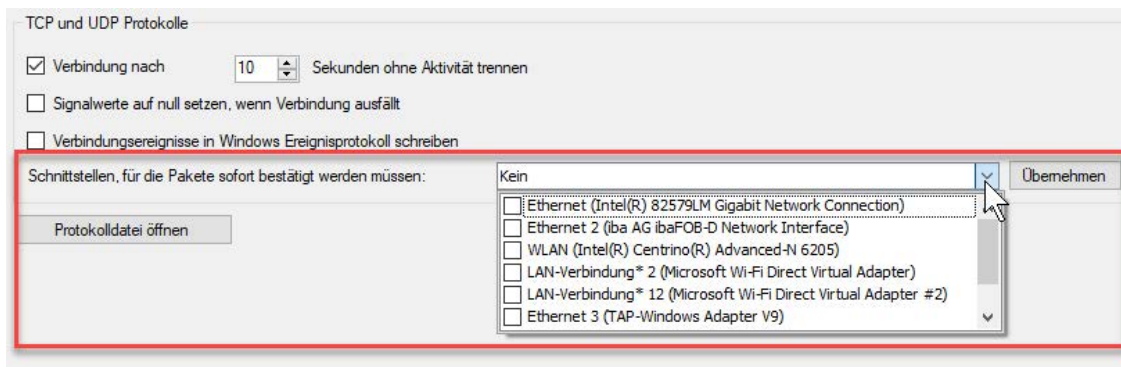 TCP und UDP Protokolle
Verbindung nach 10 Sekunden ohne Aktivität trennen
Signalwerte auf null setzen, wenn Verbindung ausfällt
Verbindungsereignisse in Windows Ereignisprotokoll schreiben
Schnittstellen, für die Pakete sofort bestätigt werden müssen: Kein Übernehmen
Protokolldatei öffnen
Ethernet (Intel(R) 82579LM Gigabit Network Connection)
Ethernet 2 (iba AG ibaFOB-D Network Interface)
WLAN (Intel(R) Centrino(R) Advanced-N 6205)
LAN-Verbindung* 2 (Microsoft Wi-Fi Direct Virtual Adapter)
LAN-Verbindung* 12 (Microsoft Wi-Fi Direct Virtual Adapter #2)
Ethernet 3 (TAP-Windows Adapter V9)